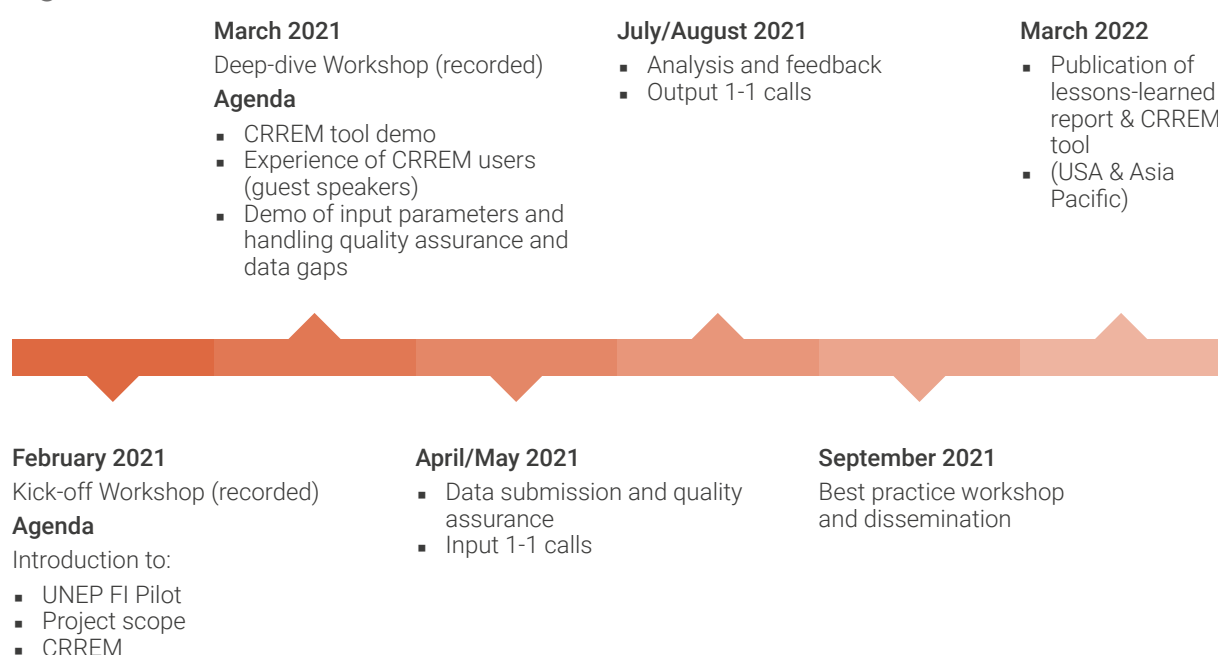 March 2021
Deep-dive Workshop (recorded)
Agenda
▪ CRREM tool demo
▪ Experience of CRREM users
(guest speakers)
▪ Demo of input parameters and
handling quality assurance and
data gaps
July/August 2021
▪ Analysis and feedback
▪ Output 1-1 calls
March 2022
▪ Publication of
lessons-learned
report & CRREM
tool
▪ (USA & Asia
Pacific)
February 2021
Kick-off Workshop (recorded)
Agenda
Introduction to:
▪ UNEP FI Pilot
▪ Project scope
▪ CRREM
April/May 2021
▪ Data submission and quality
assurance
▪ Input 1-1 calls
September 2021
Best practice workshop
and dissemination